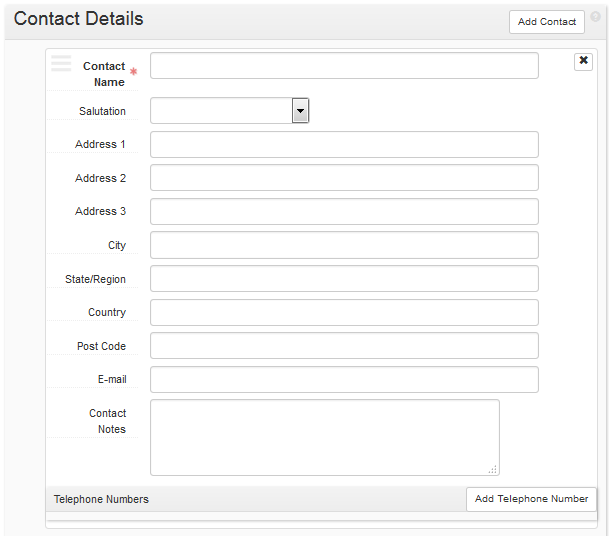 Contact Details
Add Contact
?
Contact
Name *
Salutation
Address 1
Address 2
Address 3
City
State/Region
Country
Post Code
E-mail
Contact
Notes
Telephone Numbers
Add Telephone Number